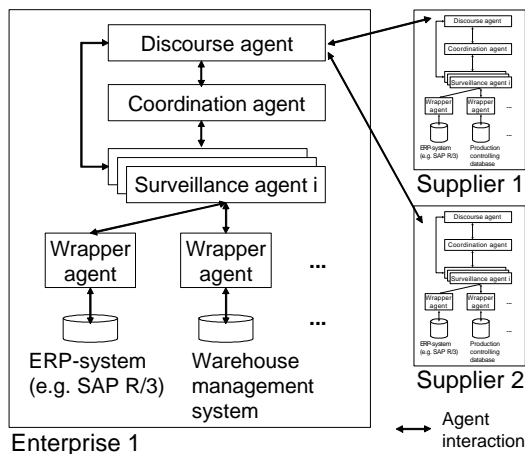 Discourse agent
Coordination agent
Surveillance agent i
Wrapper
agent
Wrapper
agent
...
ERP-system
(e.g. SAP R/3)
Warehouse
management
system
...
Enterprise 1
Discourse agent
Coordination agent
Surveillance agent i
Wrapper
agent
Wrapper
agent
...
ERP-system
(e.g. SAP R/3)
Production
controlling
database
...
Supplier 1
Discourse agent
Coordination agent
Surveillance agent i
Wrapper
agent
Wrapper
agent
...
ERP-system
(e.g. SAP R/3)
Production
controlling
database
...
Supplier 2
Agent
interaction